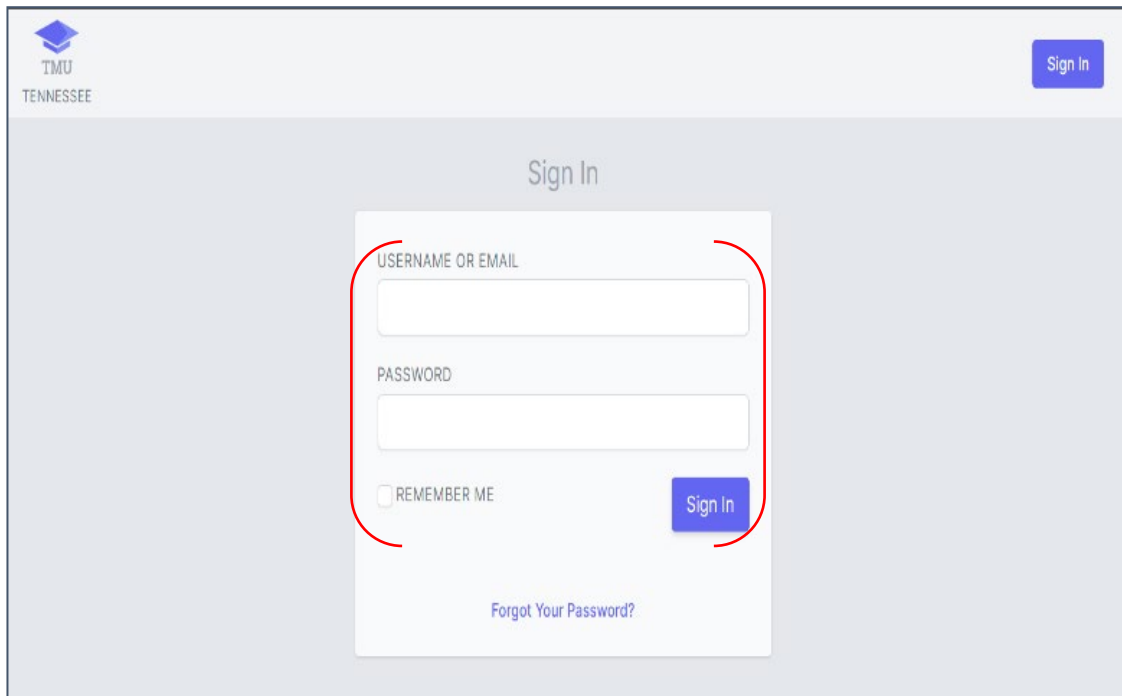 TMU
TENNESSEE
Sign In
Sign In
USERNAME OR EMAIL
PASSWORD
REMEMBER ME
Sign In
Forgot Your Password?